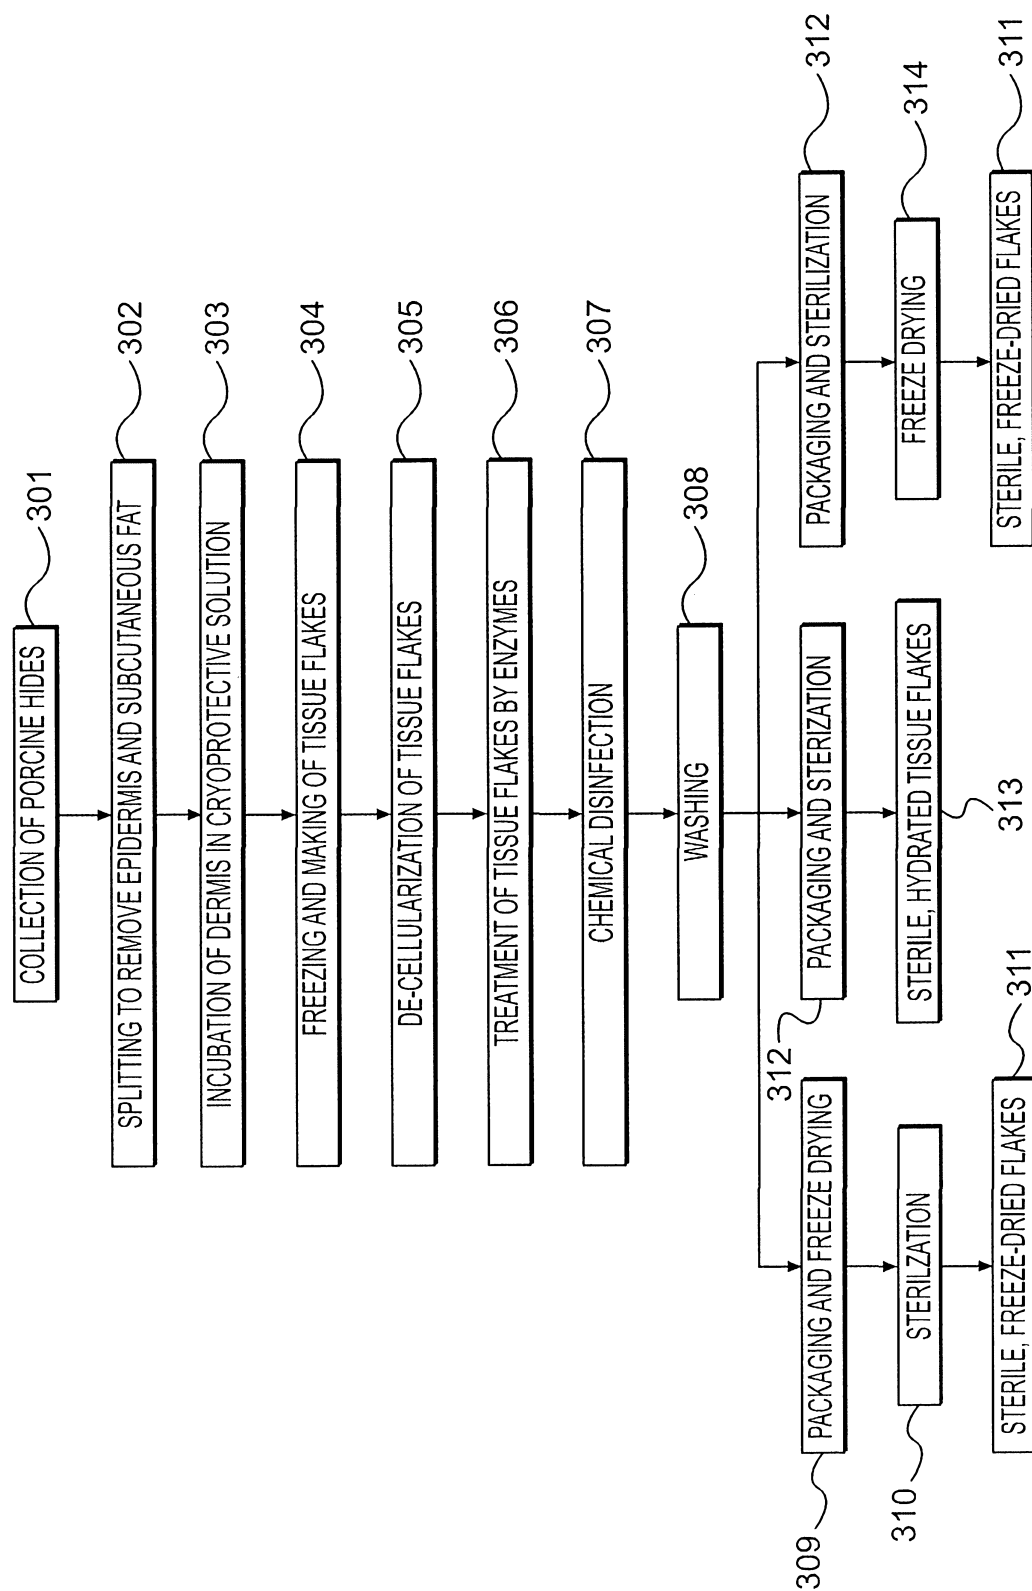 COLLECTION OF PORCINE HIDES
301
SPLITTING TO REMOVE EPIDERMIS AND SUBCUTANEOUS FAT
302
INCUBATION OF DERMIS IN CRYOPROTECTIVE SOLUTION
303
FREEZING AND MAKING OF TISSUE FLAKES
304
DE-CELLULARIZATION OF TISSUE FLAKES
305
TREATMENT OF TISSUE FLAKES BY ENZYMES
306
CHEMICAL DISINFECTION
307
WASHING
308
309
PACKAGING AND FREEZE DRYING
312
PACKAGING AND STERIZATION
PACKAGING AND STERILIZATION
312
310
STERILZATION
STERILE, HYDRATED TISSUE FLAKES
313
FREEZE DRYING
314
STERILE, FREEZE-DRIED FLAKES
311
STERILE, FREEZE-DRIED FLAKES
311